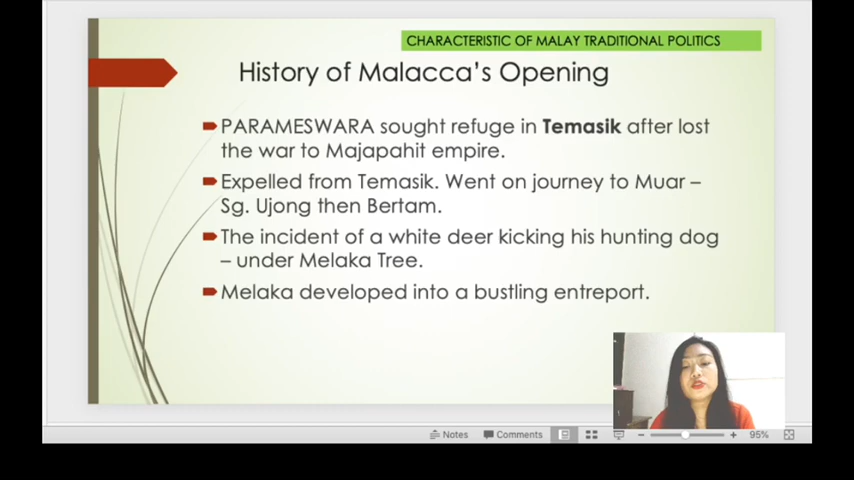 CHARACTERISTIC OF MALAY TRADITIONAL POLITICS
History of Malacca's Opening
PARAMESWARA sought refuge in Temasik after lost
the war to Majapahit empire.
Expelled from Temasik. Went on journey to Muar –
Sg. Ujong then Bertam.
The incident of a white deer kicking his hunting dog
– under Melaka Tree.
Melaka developed into a bustling entreport.
Notes Comments 95%